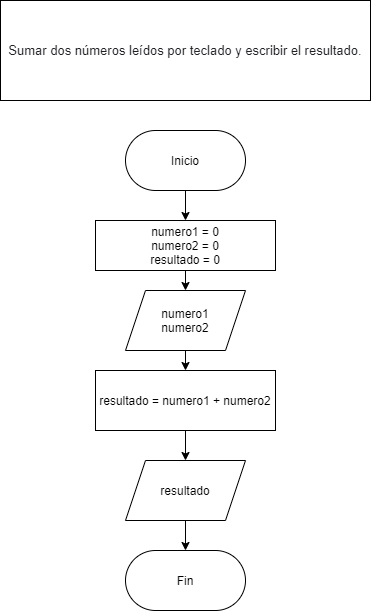 Sumar dos números leídos por teclado y escribir el resultado.
Inicio
numero1 = 0
numero2 = 0
resultado = 0
numero1
numero2
resultado = numero1 + numero2
resultado
Fin